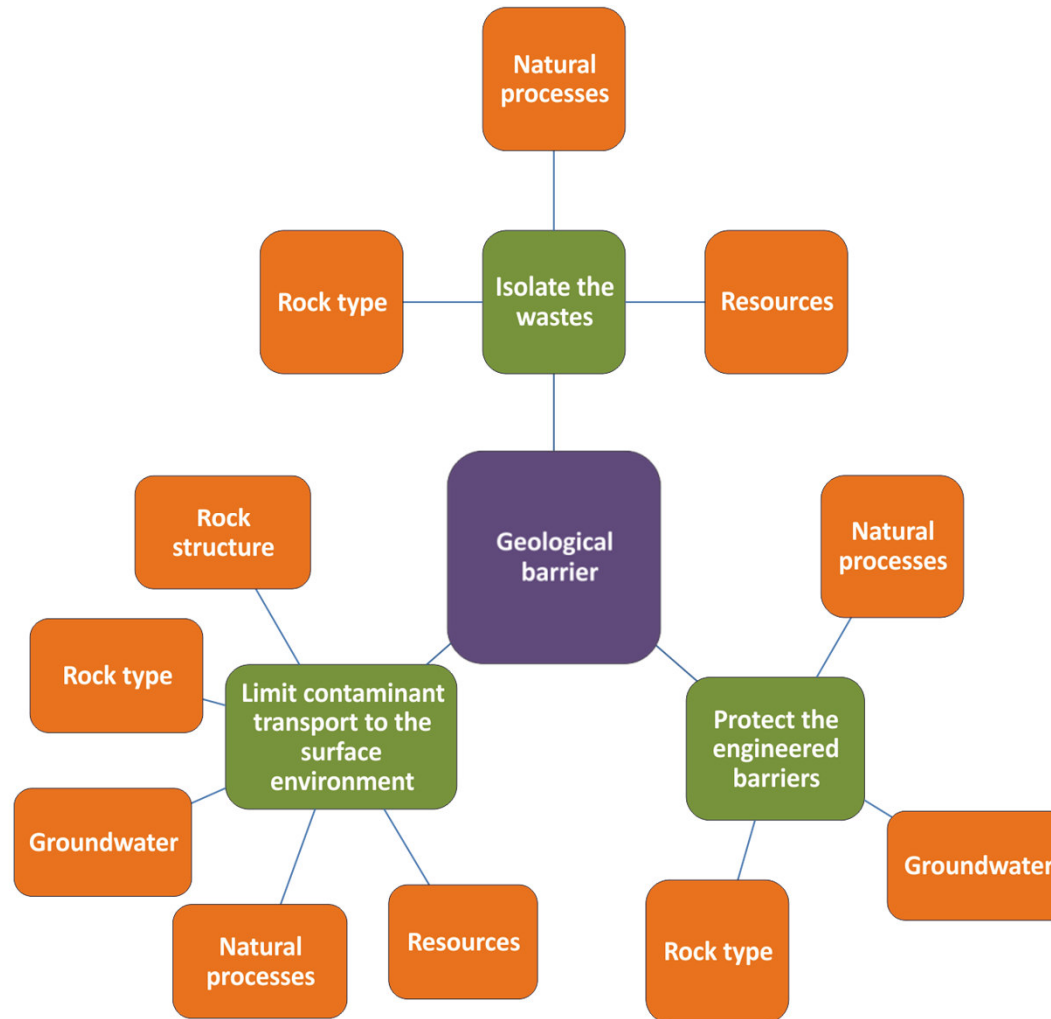 Natural
processes
Rock type
Isolate the
wastes
Resources
Geological
barrier
Rock
structure
Natural
processes
Rock type
Limit contaminant
transport to the
surface
environment
Protect the
engineered
barriers
Groundwater
Groundwater
Natural
processes
Resources
Rock type